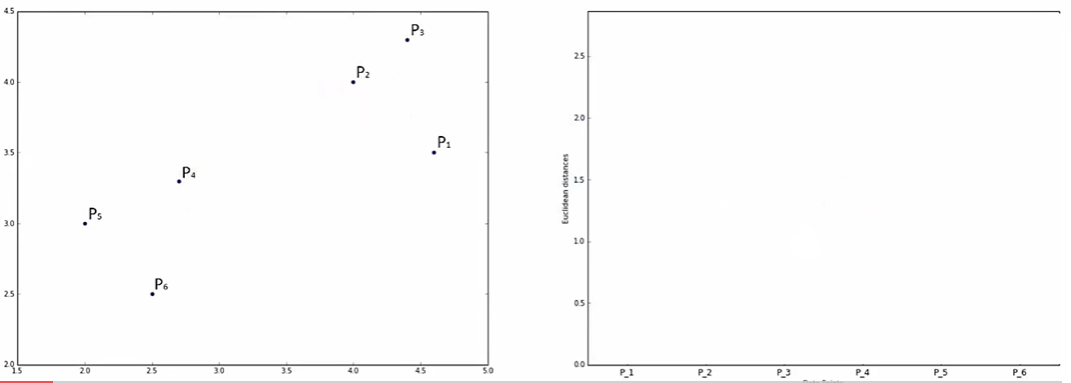 4.5
P₃
4.0
P₂
3.5
P₁
P₄
3.0
P₅
2.5
P₆
2.0
1.5 2.0 2.5 3.0 3.5 4.0 4.5 5.0
Euclidean distances
2.5
2.0
1.5
1.0
0.5
0.0
P_1 P_2 P_3 P_4 P_5 P_6